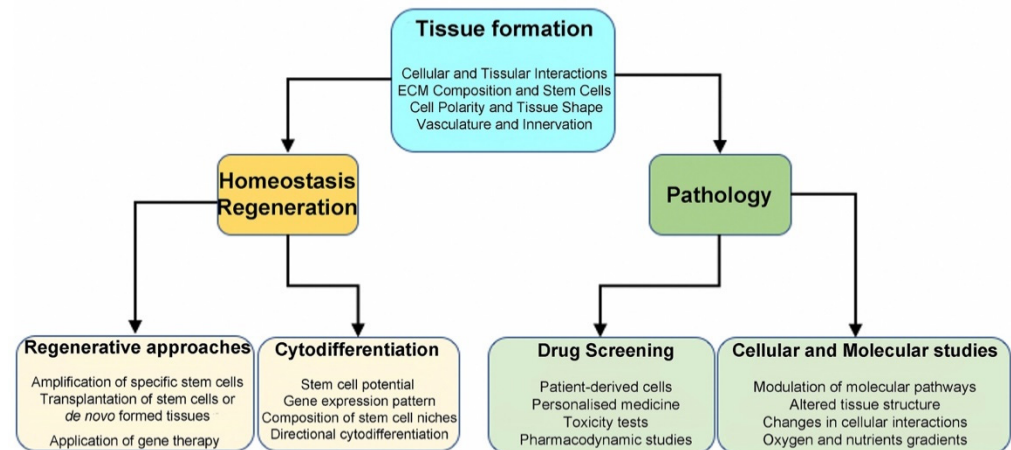 Tissue formation
Cellular and Tissular Interactions
ECM Composition and Stem Cells
Cell Polarity and Tissue Shape
Vasculature and Innervation
Homeostasis
Regeneration
Pathology
Regenerative approaches
Amplification of specific stem cells
Transplantation of stem cells or
de novo formed tissues
Application of gene therapy
Cytodifferentiation
Stem cell potential
Gene expression pattern
Composition of stem cell niches
Directional cytodifferentiation
Drug Screening
Patient-derived cells
Personalised medicine
Toxicity tests
Pharmacodynamic studies
Cellular and Molecular studies
Modulation of molecular pathways
Altered tissue structure
Changes in cellular interactions
Oxygen and nutrients gradients